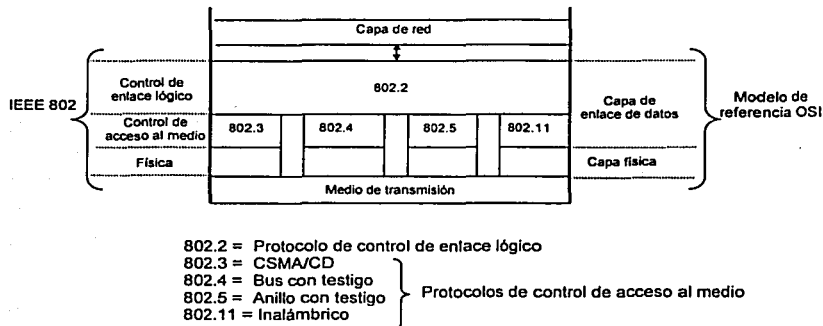 Capa de red
IEEE 802
Control de
enlace lógico
802.2
Control de
acceso al medio
802.3
802.4
802.5
802.11
Capa de
enlace de datos
Modelo de
referencia OSI
Física
Capa física
Medio de transmisión
802.2 = Protocolo de control de enlace lógico
802.3 = CSMA/CD
802.4 = Bus con testigo
802.5 = Anillo con testigo
802.11 = Inalámbrico
Protocolos de control de acceso al medio